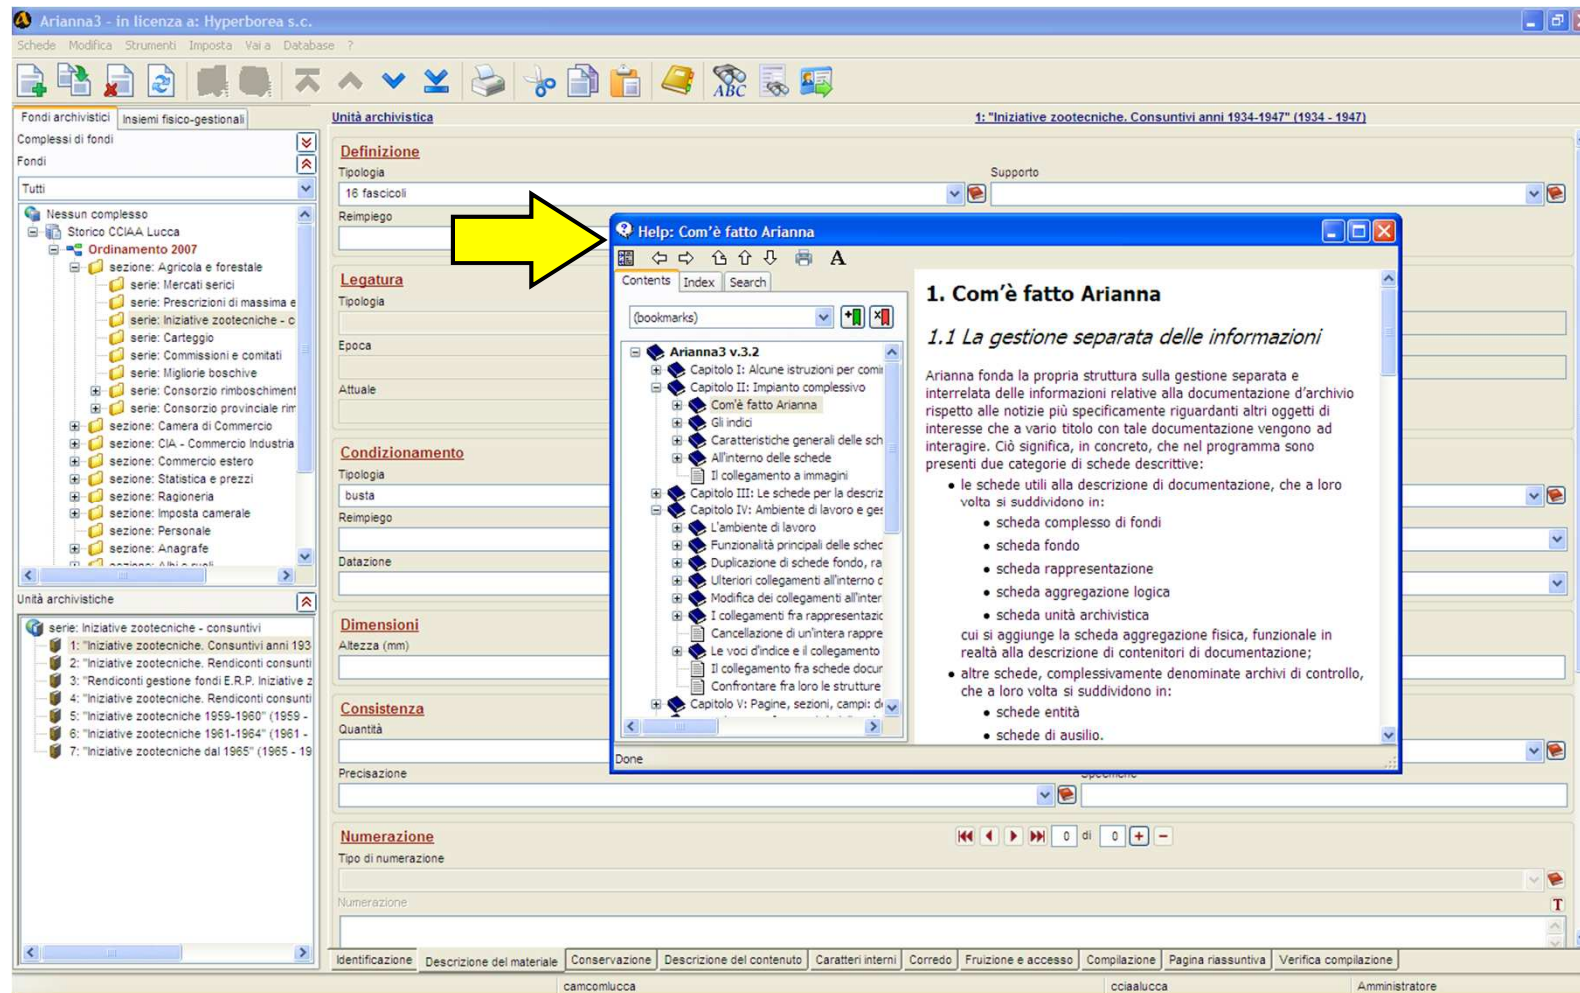 Arianna3 - in licenza a: Hyperborea s.c.
Schede Modifica Strumenti Imposta Vai a Database ?
ABC
Fondi archivistici Insiemi fisico-gestionali
Complessi di fondi
Fondi
Tutti
Nessun complesso
Storico CCIAA Lucca
Ordinamento 2007
sezione: Agricola e forestale
serie: Mercati serici
serie: Prescrizioni di massima e
serie: Iniziative zootecniche - c
serie: Carteggio
serie: Commissioni e comitati
serie: Migliorie boschive
serie: Consorzio rimboschiment
serie: Consorzio provinciale rim
sezione: Camera di Commercio
sezione: CIA - Commercio Industria
sezione: Commercio estero
sezione: Statistica e prezzi
sezione: Ragioneria
sezione: Imposta camerale
sezione: Personale
sezione: Anagrafe
Unità archivistiche
serie: Iniziative zootecniche - consuntivi
1: "Iniziative zootecniche. Consuntivi anni 193
2: "Iniziative zootecniche. Rendiconti consunti
3: "Rendiconti gestione fondi E.R.P. Iniziative z
4: "Iniziative zootecniche. Rendiconti consunti
5: "Iniziative zootecniche 1959-1960" (1959 -
6: "Iniziative zootecniche 1961-1964" (1961 -
7: "Iniziative zootecniche dal 1965" (1965 - 19
Unità archivistica 1: "Iniziative zootecniche. Consuntivi anni 1934-1947" (1934 - 1947)
Definizione
Tipologia Supporto
16 fascicoli
Reimpiego
Legatura
Tipologia
Epoca
Attuale
Condizionamento
Tipologia
busta
Reimpiego
Datazione
Dimensioni
Altezza (mm)
Consistenza
Quantità
Precisazione
Numerazione 0 di 0
Tipo di numerazione
Numerazione T
Help: Com'è fatto Arianna
A
Contents Index Search
(bookmarks)
Arianna3 v.3.2
Capitolo I: Alcune istruzioni per comin
Capitolo II: Impianto complessivo
Com'è fatto Arianna
Gli indici
Caratteristiche generali delle sch
All'interno delle schede
Il collegamento a immagini
Capitolo III: Le schede per la descriz
Capitolo IV: Ambiente di lavoro e ges
L'ambiente di lavoro
Funzionalità principali delle sched
Duplicazione di schede fondo, ra
Ulteriori collegamenti all'interno d
Modifica dei collegamenti all'inter
I collegamenti fra rappresentazio
Cancellazione di un'intera rappre
Le voci d'indice e il collegamento
Il collegamento fra schede docur
Confrontare fra loro le strutture
Capitolo V: Pagine, sezioni, campi: d
1. Com'è fatto Arianna
1.1 La gestione separata delle informazioni
Arianna fonda la propria struttura sulla gestione separata e
interrelata delle informazioni relative alla documentazione d'archivio
rispetto alle notizie più specificamente riguardanti altri oggetti di
interesse che a vario titolo con tale documentazione vengono ad
interagire. Ciò significa, in concreto, che nel programma sono
presenti due categorie di schede descrittive:
• le schede utili alla descrizione di documentazione, che a loro
volta si suddividono in:
• scheda complesso di fondi
• scheda fondo
• scheda rappresentazione
• scheda aggregazione logica
• scheda unità archivistica
cui si aggiunge la scheda aggregazione fisica, funzionale in
realtà alla descrizione di contenitori di documentazione;
• altre schede, complessivamente denominate archivi di controllo,
che a loro volta si suddividono in:
• schede entità
• schede di ausilio.
Done
Identificazione Descrizione del materiale Conservazione Descrizione del contenuto Caratteri interni Corredo Fruizione e accesso Compilazione Pagina riassuntiva Verifica compilazione
camcomlucca cciaalucca Amministratore